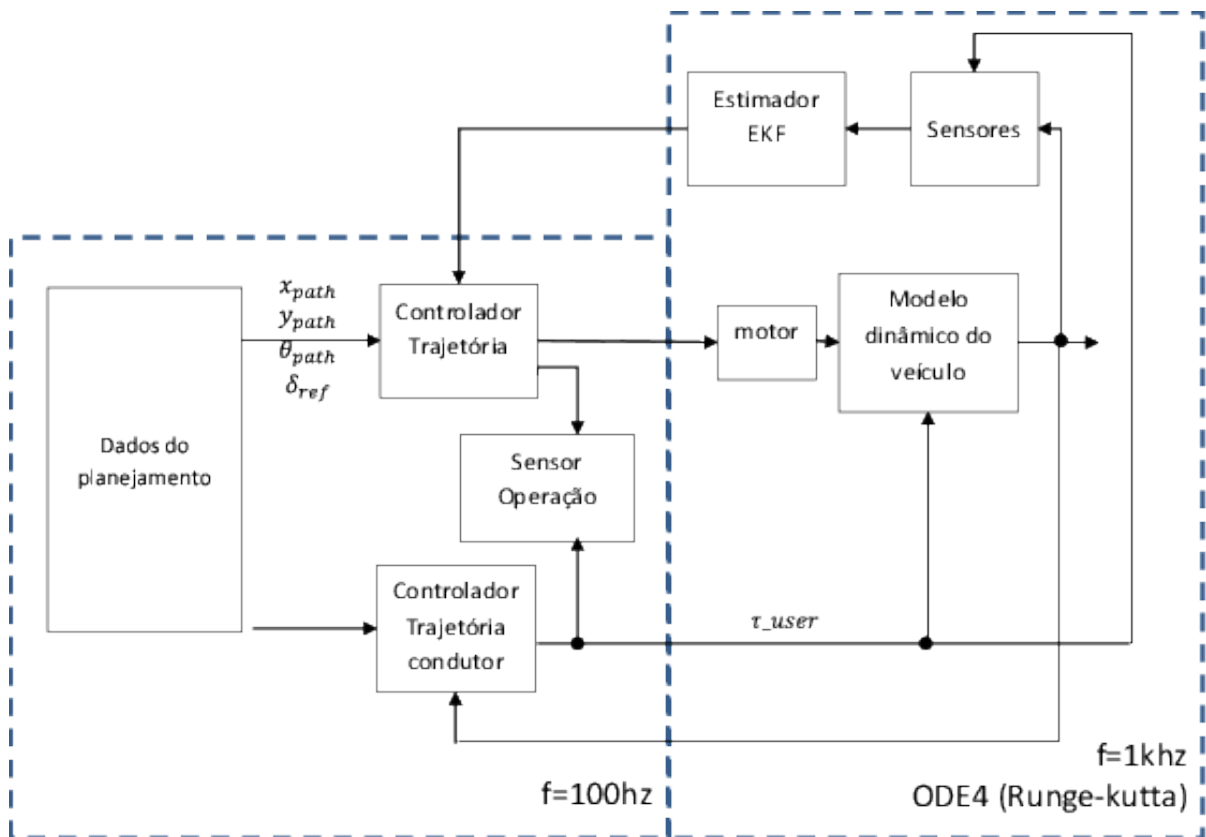 Estimador
EKF
Sensores
x_path
y_path
θ_path
δ_ref
Controlador
Trajetória
motor
Modelo
dinâmico do
veículo
Dados do
planejamento
Sensor
Operação
Controlador
Trajetória
condutor
τ_user
f=100hz
f=1khz
ODE4 (Runge-kutta)